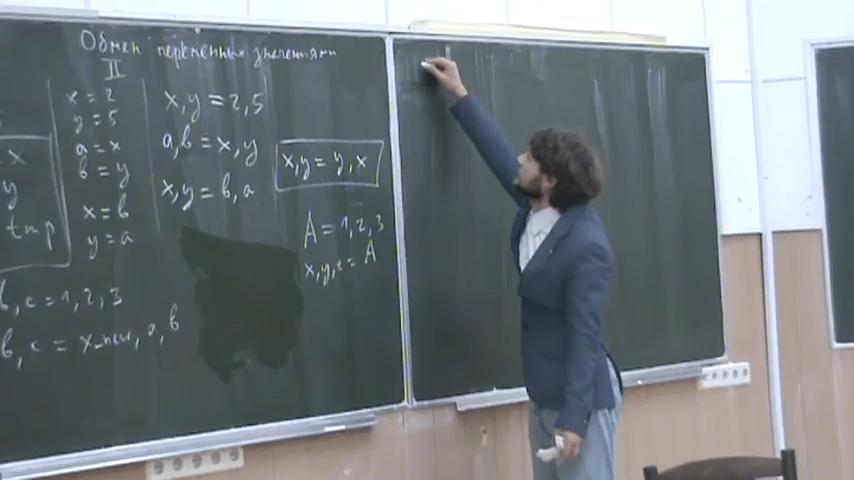 Обмен переменных значениями
II
x
y
tmp
x = 2
y = 5
a = x
b = y
x = b
y = a
x, y = 2, 5
a, b = x, y
x, y = b, a
x, y = y, x
A = 1, 2, 3
x, y, t = A
b, c = 1, 2, 3
b, c = x_new, a, b